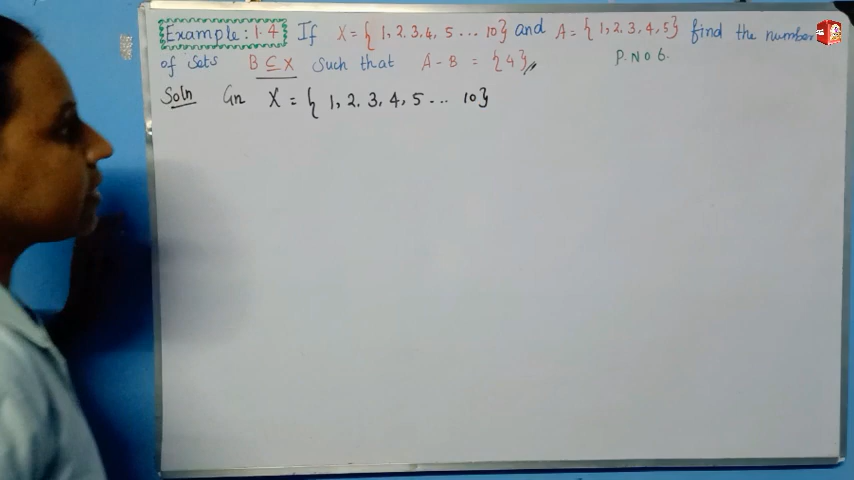 Example: 1.4 If X = { 1, 2, 3, 4, 5 ... 10} and A = { 1, 2, 3, 4, 5} find the number
of sets B ⊆ X such that A - B = {4}
P. NO 6.
Soln Gn X = { 1, 2, 3, 4, 5 ... 10}